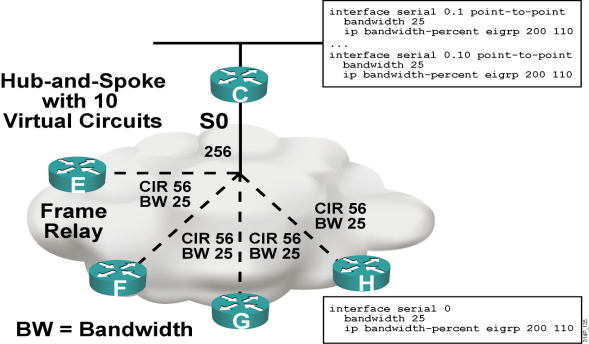 interface serial 0.1 point-to-point
bandwidth 25
ip bandwidth-percent eigrp 200 110
...
interface serial 0.10 point-to-point
bandwidth 25
ip bandwidth-percent eigrp 200 110
Hub-and-Spoke
with 10
Virtual Circuits
C
S0
256
E
CIR 56
BW 25
Frame
Relay
CIR 56
BW 25
CIR 56
BW 25
CIR 56
BW 25
F
G
H
interface serial 0
bandwidth 25
ip bandwidth-percent eigrp 200 110
BW = Bandwidth